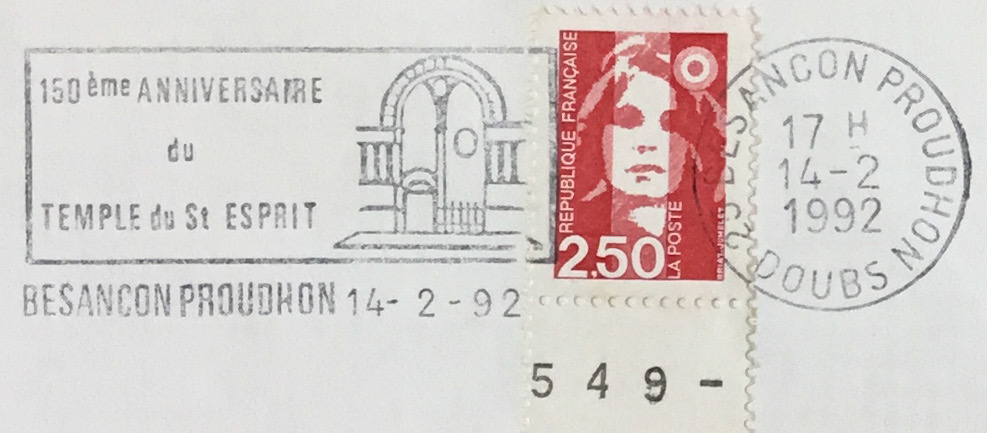 150ème ANNIVERSAIRE
du
TEMPLE du St ESPRIT
BESANCON PROUDHON 14-2-92
REPUBLIQUE FRANÇAISE
2,50
LA POSTE
BRIAT-JUMELET
25 BESANCON PROUDHON
17 H
14-2
1992
DOUBS
549-